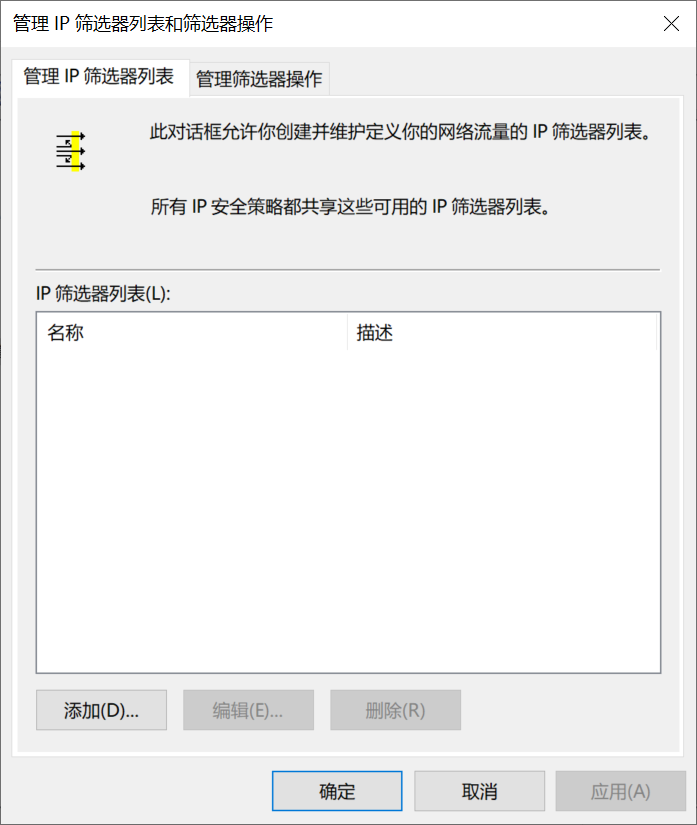 管理 IP 筛选器列表和筛选器操作
管理 IP 筛选器列表
管理筛选器操作
此对话框允许你创建并维护定义你的网络流量的 IP 筛选器列表。
所有 IP 安全策略都共享这些可用的 IP 筛选器列表。
IP 筛选器列表(L):
名称 描述
添加(D)... 编辑(E)... 删除(R)
确定 取消 应用(A)